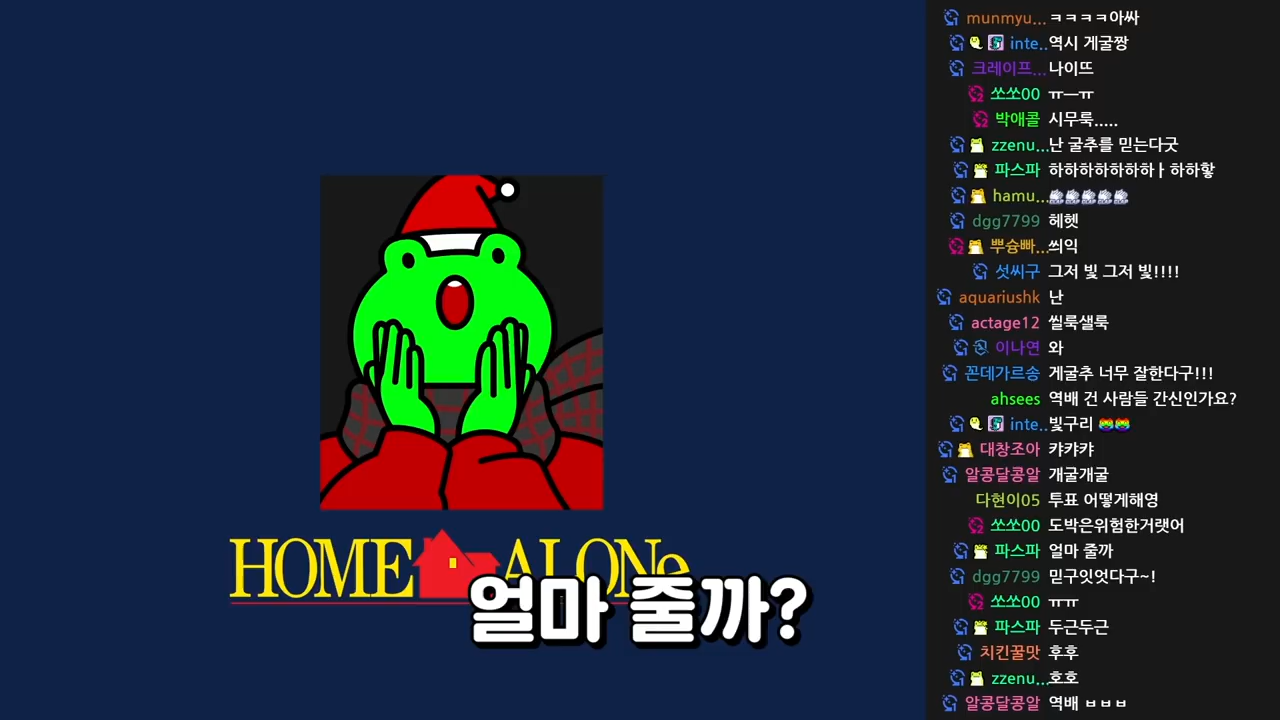 HOME ALONe
얼마 줄까?
munmyu... ㅋㅋㅋㅋ아싸
inte.. 역시 게굴짱
크레이프... 나이뜨
쏘쏘00 ㅠㅡㅠ
박애콜 시무룩.....
zzenu... 난 굴추를 믿는다굿
파스파 하하하하하하하ㅏ 하하핳
hamu...
dgg7799 헤헷
뿌슝빠... 씌익
섯씨구 그저 빛 그저 빛!!!!
aquariushk 난
actage12 씰룩샐룩
이나연 와
꼰데가르송 게굴추 너무 잘한다구!!!
ahsees 역배 건 사람들 간신인가요?
inte.. 빛구리
대창조아 캬캬캬
알콩달콩알 개굴개굴
다현이05 투표 어떻게해영
쏘쏘00 도박은위험한거랫어
파스파 얼마 줄까
dgg7799 믿구잇엇다구~!
쏘쏘00 ㅠㅠ
파스파 두근두근
치킨꿀맛 후후
zzenu... 호호
알콩달콩알 역배 ㅂㅂㅂ